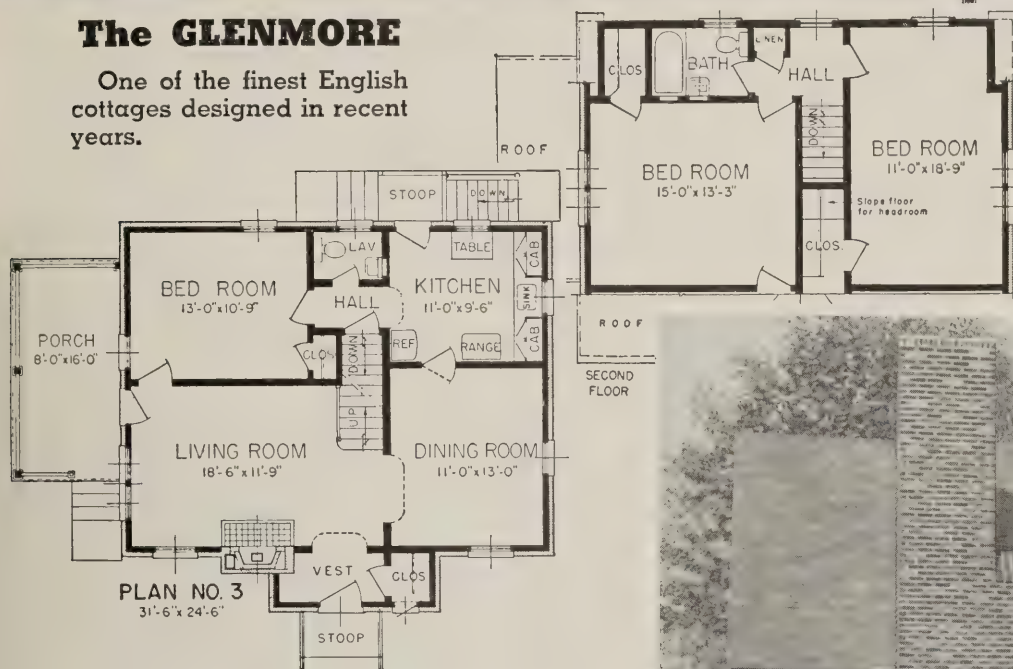 The GLENMORE
One of the finest English
cottages designed in recent
years.
ROOF
CLOS
BATH
LINEN
HALL
DOWN
BED ROOM
15'-0"x13'-3"
BED ROOM
11'-0"x18'-9"
Slope floor
for headroom
CLOS.
ROOF
SECOND
FLOOR
STOOP
DOWN
LAV
TABLE
CAB
BED ROOM
13'-0"x10'-9"
HALL
KITCHEN
11'-0"x9'-6"
SINK
PORCH
8'-0"x16'-0"
CLOS
DOWN
REF
RANGE
CAB
UP
LIVING ROOM
18'-6"x11'-9"
DINING ROOM
11'-0"x13'-0"
VEST
CLOS
PLAN NO. 3
31'-6"x24'-6"
STOOP